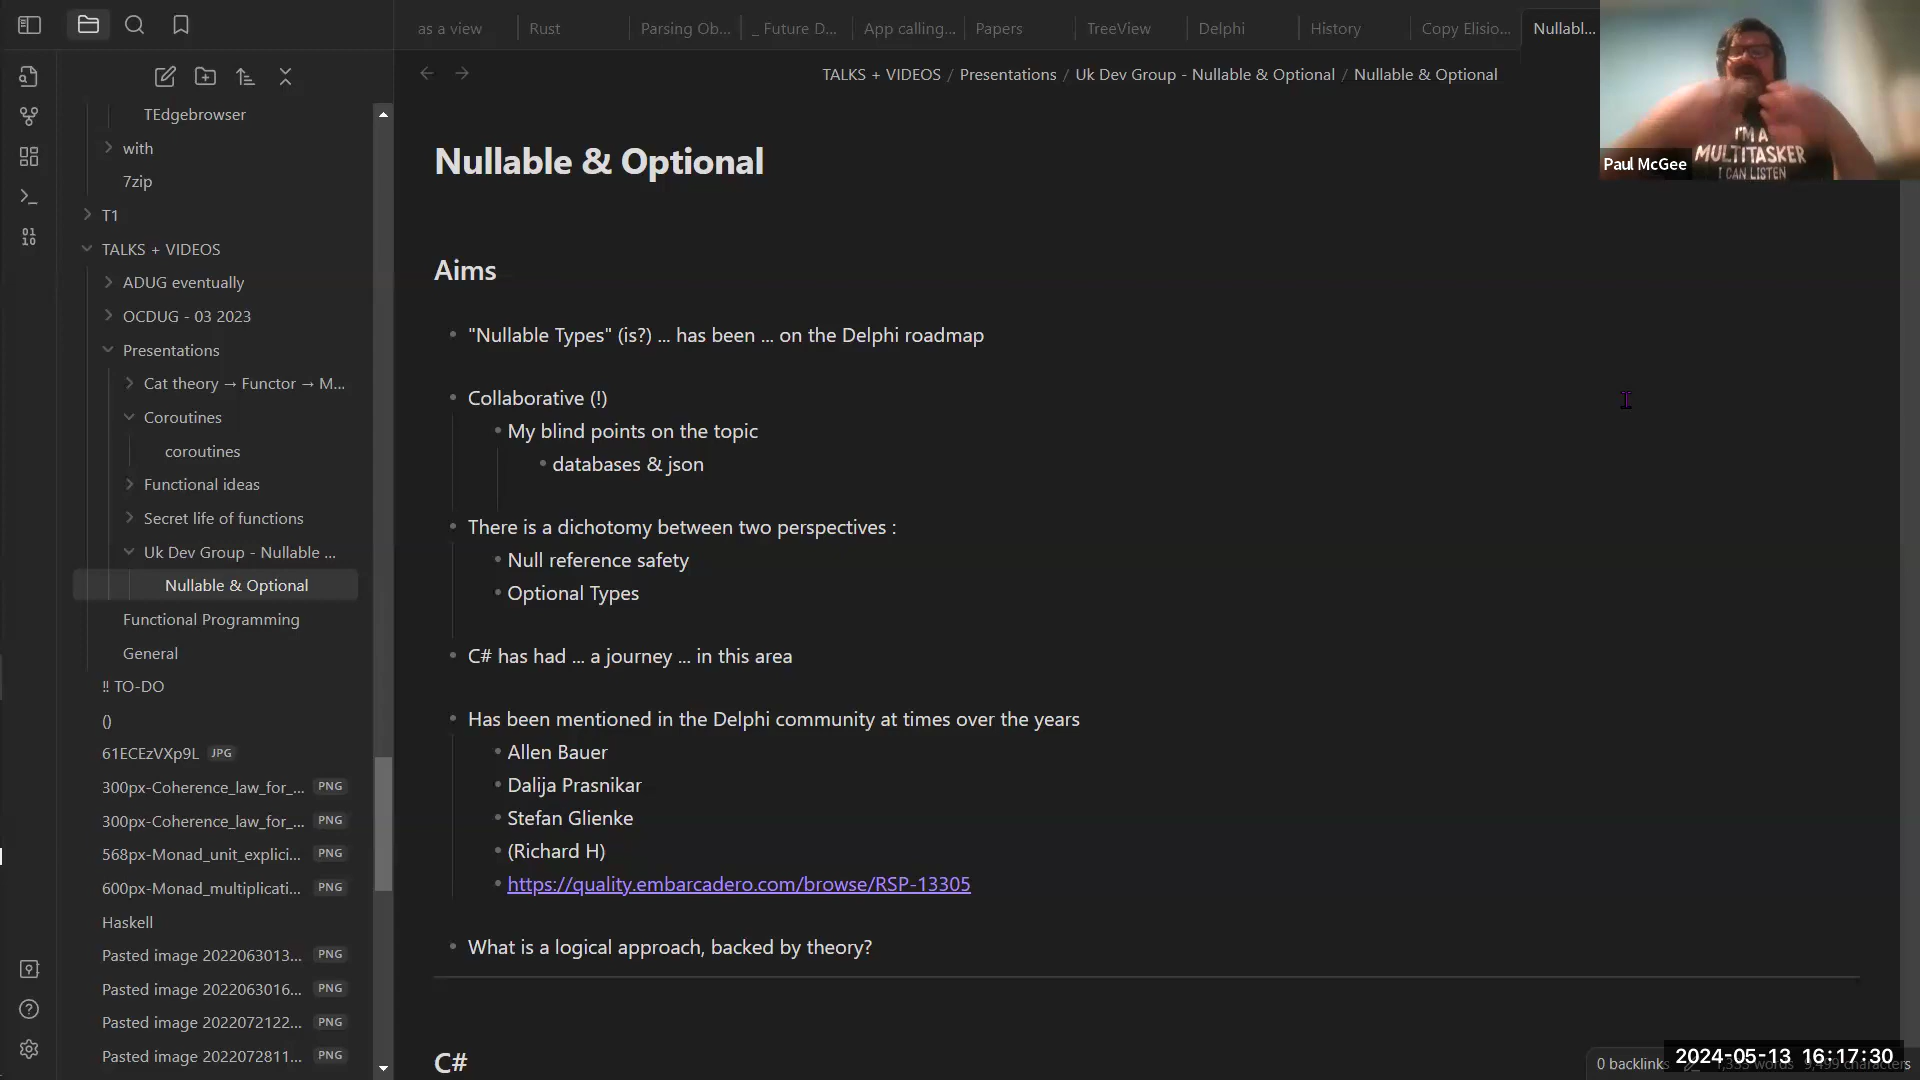 as a view
Rust
Parsing Ob...
_ Future D...
App calling...
Papers
TreeView
Delphi
History
Copy Elisio...
Nullabl...
TALKS + VIDEOS / Presentations / Uk Dev Group - Nullable & Optional / Nullable & Optional
TEdgebrowser
with
7zip
T1
TALKS + VIDEOS
ADUG eventually
OCDUG - 03 2023
Presentations
Cat theory → Functor → M...
Coroutines
coroutines
Functional ideas
Secret life of functions
Uk Dev Group - Nullable ...
Nullable & Optional
Functional Programming
General
!! TO-DO
()
61ECEzVXp9L JPG
300px-Coherence_law_for_... PNG
300px-Coherence_law_for_... PNG
568px-Monad_unit_explici... PNG
600px-Monad_multiplicati... PNG
Haskell
Pasted image 2022063013... PNG
Pasted image 2022063016... PNG
Pasted image 2022072122... PNG
Pasted image 2022072811... PNG
Nullable & Optional
Aims
"Nullable Types" (is?) ... has been ... on the Delphi roadmap
Collaborative (!)
My blind points on the topic
databases & json
There is a dichotomy between two perspectives :
Null reference safety
Optional Types
C# has had ... a journey ... in this area
Has been mentioned in the Delphi community at times over the years
Allen Bauer
Dalija Prasnikar
Stefan Glienke
(Richard H)
https://quality.embarcadero.com/browse/RSP-13305
What is a logical approach, backed by theory?
C#
I'M A
MULTITASKER
I CAN LISTEN
Paul McGee
0 backlinks
2024-05-13 16:17:30